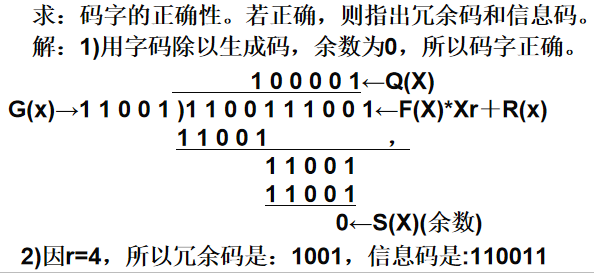 求：码字的正确性。若正确，则指出冗余码和信息码。
解：1)用字码除以生成码，余数为0，所以码字正确。
1 0 0 0 0 1←Q(X)
G(x)→1 1 0 0 1 )1 1 0 0 1 1 1 0 0 1←F(X)*Xr＋R(x)
1 1 0 0 1 ，
1 1 0 0 1
1 1 0 0 1
0←S(X)(余数)
2)因r=4，所以冗余码是：1001，信息码是:110011